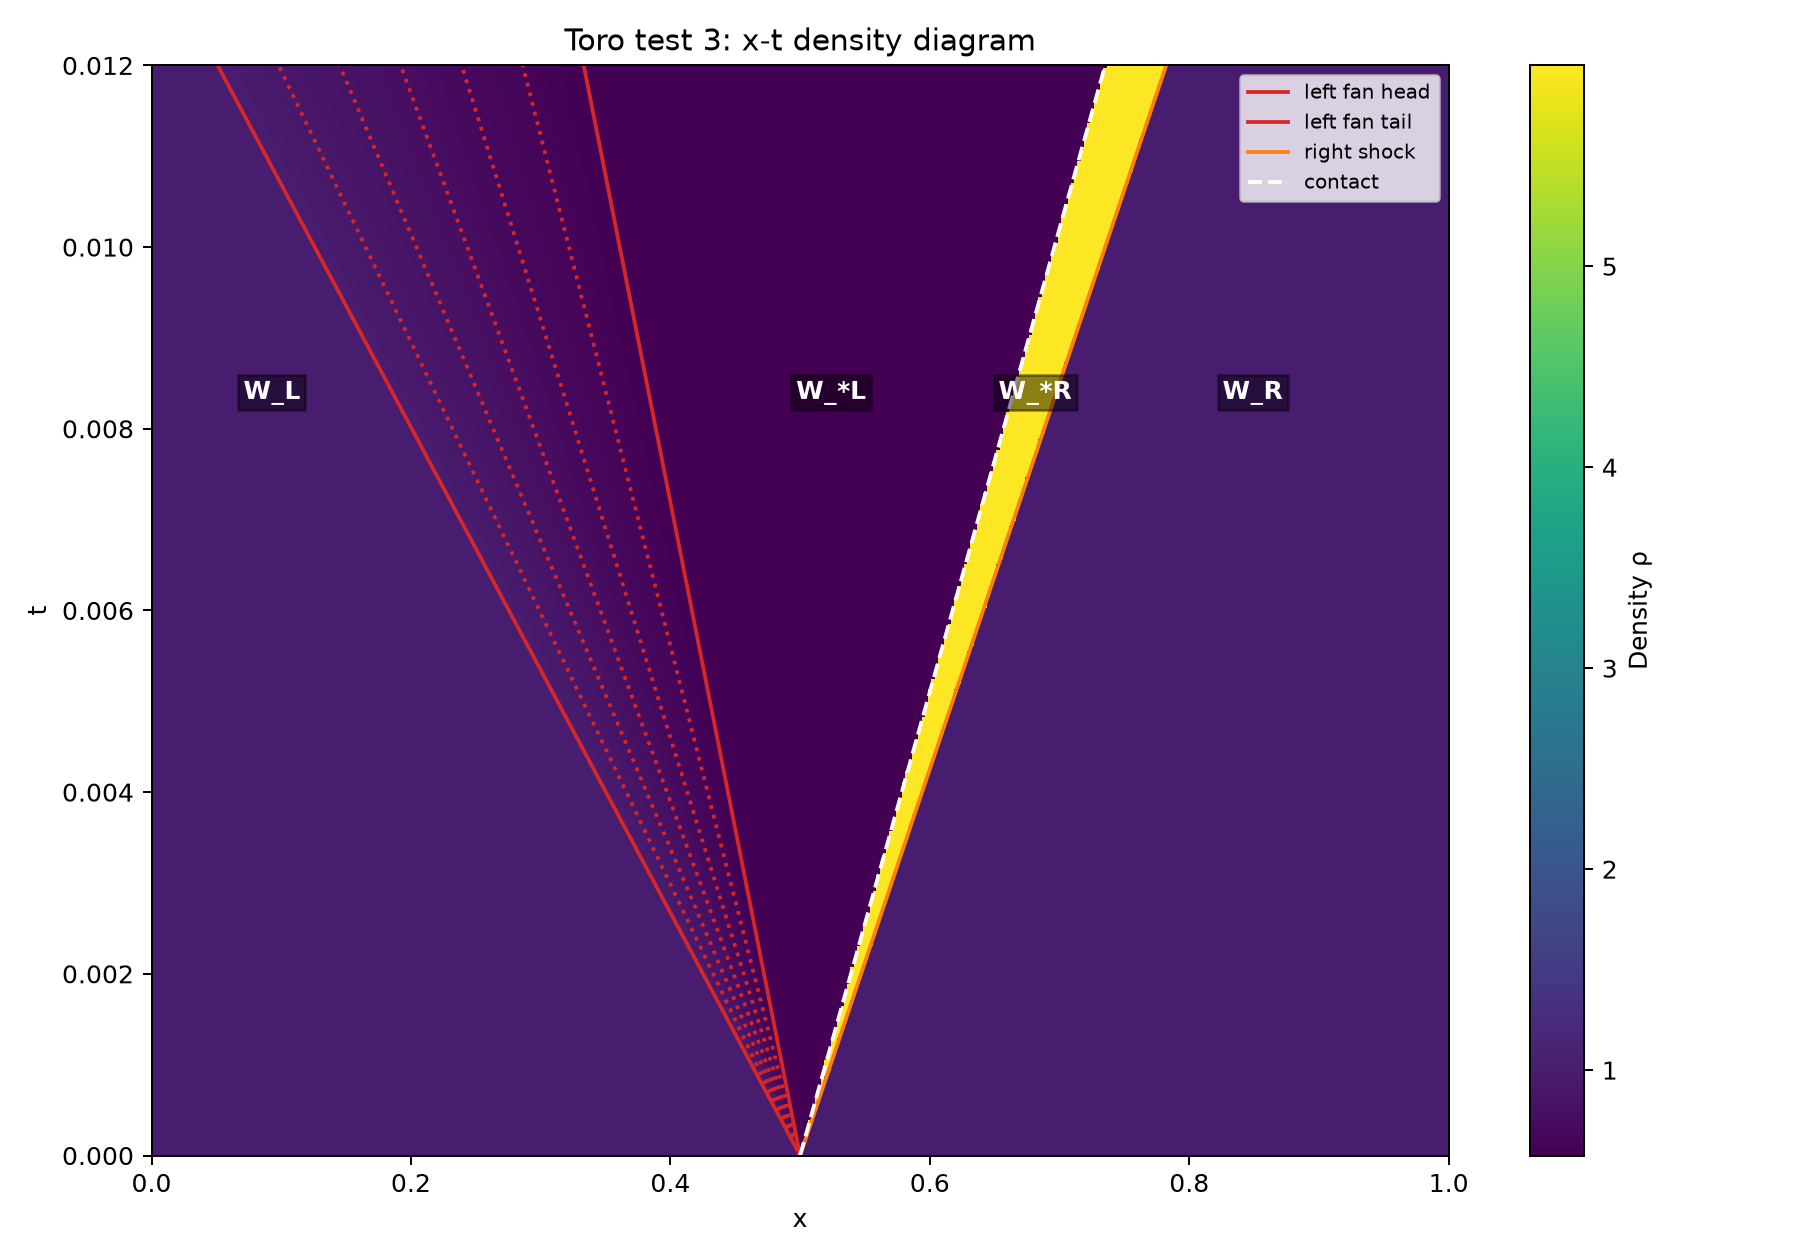 Toro test 3: x-t density diagram
0.012
0.010
0.008
0.006
0.004
0.002
0.000
t
0.0
0.2
0.4
0.6
0.8
1.0
x
W_L
W_*L
W_*R
W_R
left fan head
left fan tail
right shock
contact
5
4
3
2
1
Density ρ